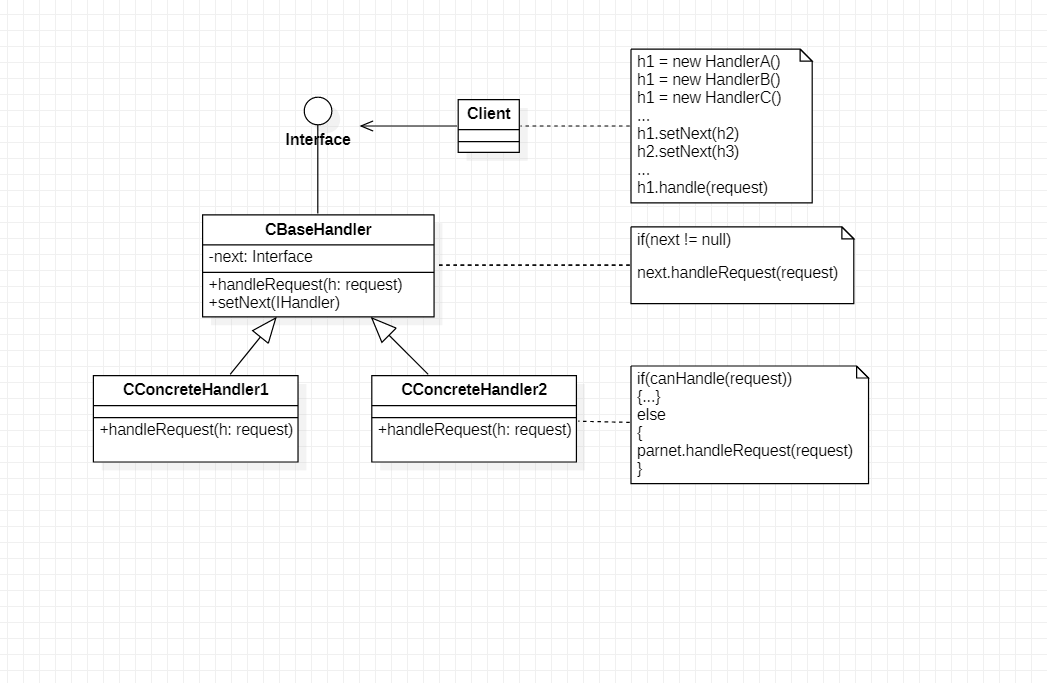 Interface
Client
h1 = new HandlerA()
h1 = new HandlerB()
h1 = new HandlerC()
...
h1.setNext(h2)
h2.setNext(h3)
...
h1.handle(request)
CBaseHandler
-next: Interface
+handleRequest(h: request)
+setNext(IHandler)
if(next != null)
next.handleRequest(request)
CConcreteHandler1
+handleRequest(h: request)
CConcreteHandler2
+handleRequest(h: request)
if(canHandle(request))
{...}
else
{
parnet.handleRequest(request)
}